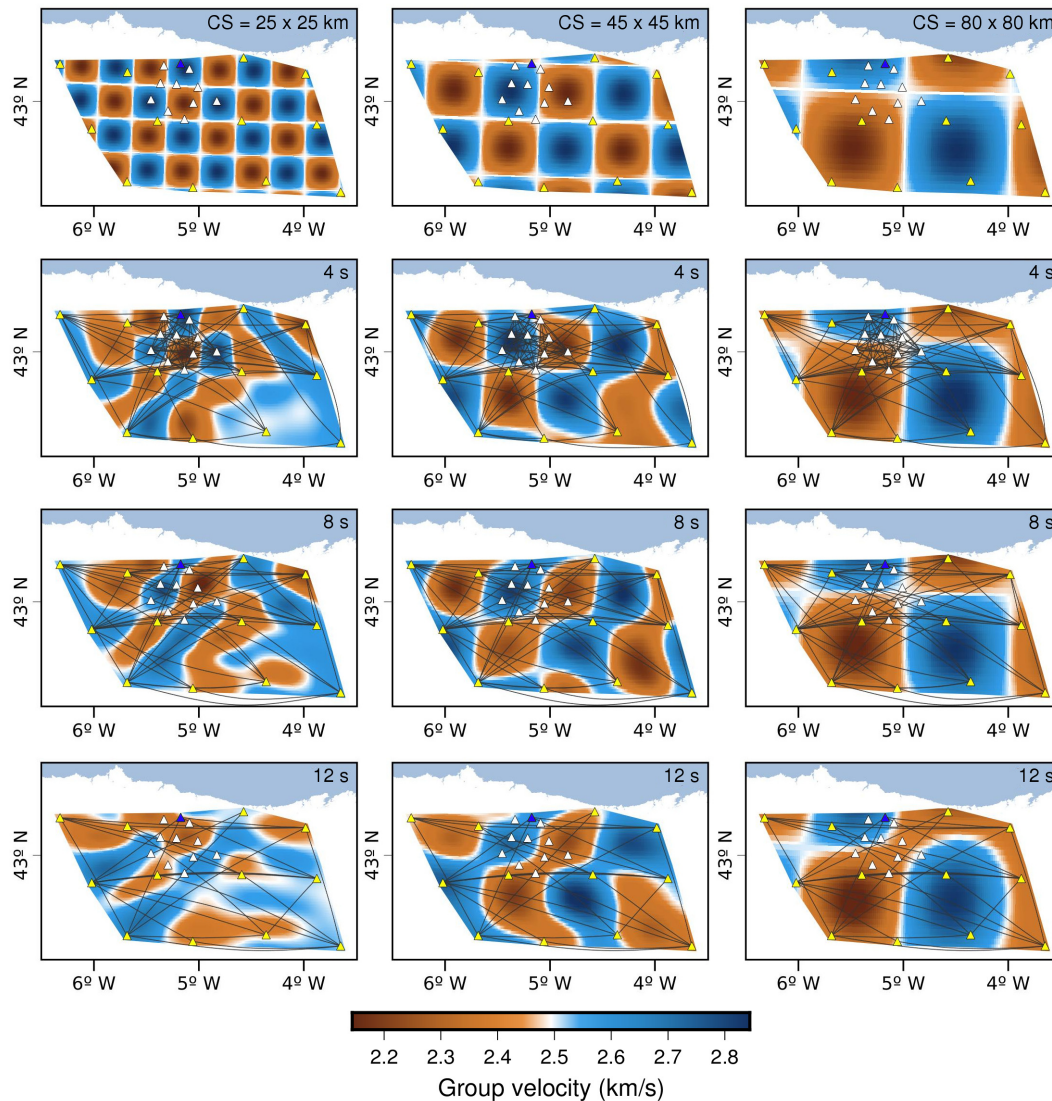 CS = 25 x 25 km
CS = 45 x 45 km
CS = 80 x 80 km
43º N
43º N
43º N
6º W 5º W 4º W
6º W 5º W 4º W
6º W 5º W 4º W
4 s
4 s
4 s
43º N
43º N
43º N
6º W 5º W 4º W
6º W 5º W 4º W
6º W 5º W 4º W
8 s
8 s
8 s
43º N
43º N
43º N
6º W 5º W 4º W
6º W 5º W 4º W
6º W 5º W 4º W
12 s
12 s
12 s
43º N
43º N
43º N
6º W 5º W 4º W
6º W 5º W 4º W
6º W 5º W 4º W
2.2 2.3 2.4 2.5 2.6 2.7 2.8
Group velocity (km/s)